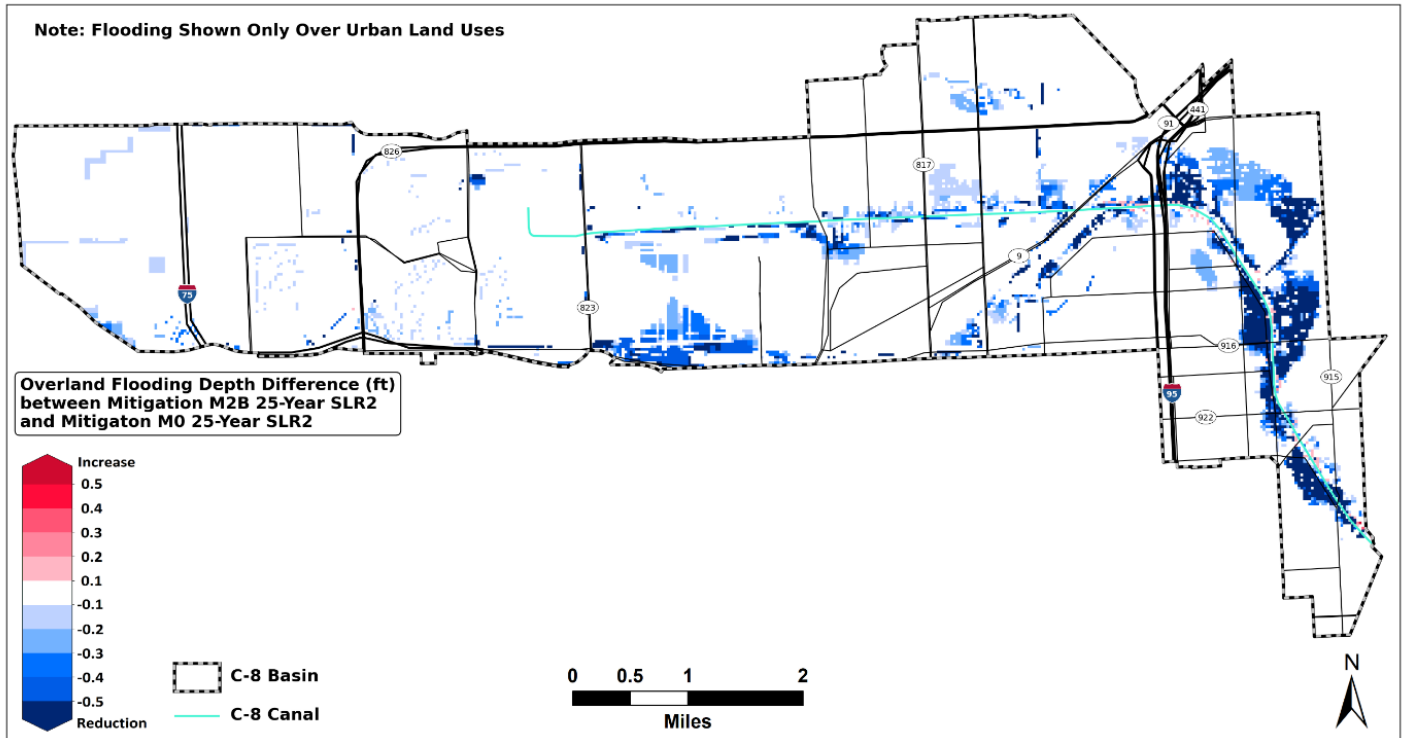 Note: Flooding Shown Only Over Urban Land Uses
441
91
826
817
9
75
823
916
915
95
922
Overland Flooding Depth Difference (ft)
between Mitigation M2B 25-Year SLR2
and Mitigaton M0 25-Year SLR2
Increase
0.5
0.4
0.3
0.2
0.1
-0.1
-0.2
-0.3
-0.5
Reduction
C-8 Basin
C-8 Canal
0 0.5 1 2
Miles
N